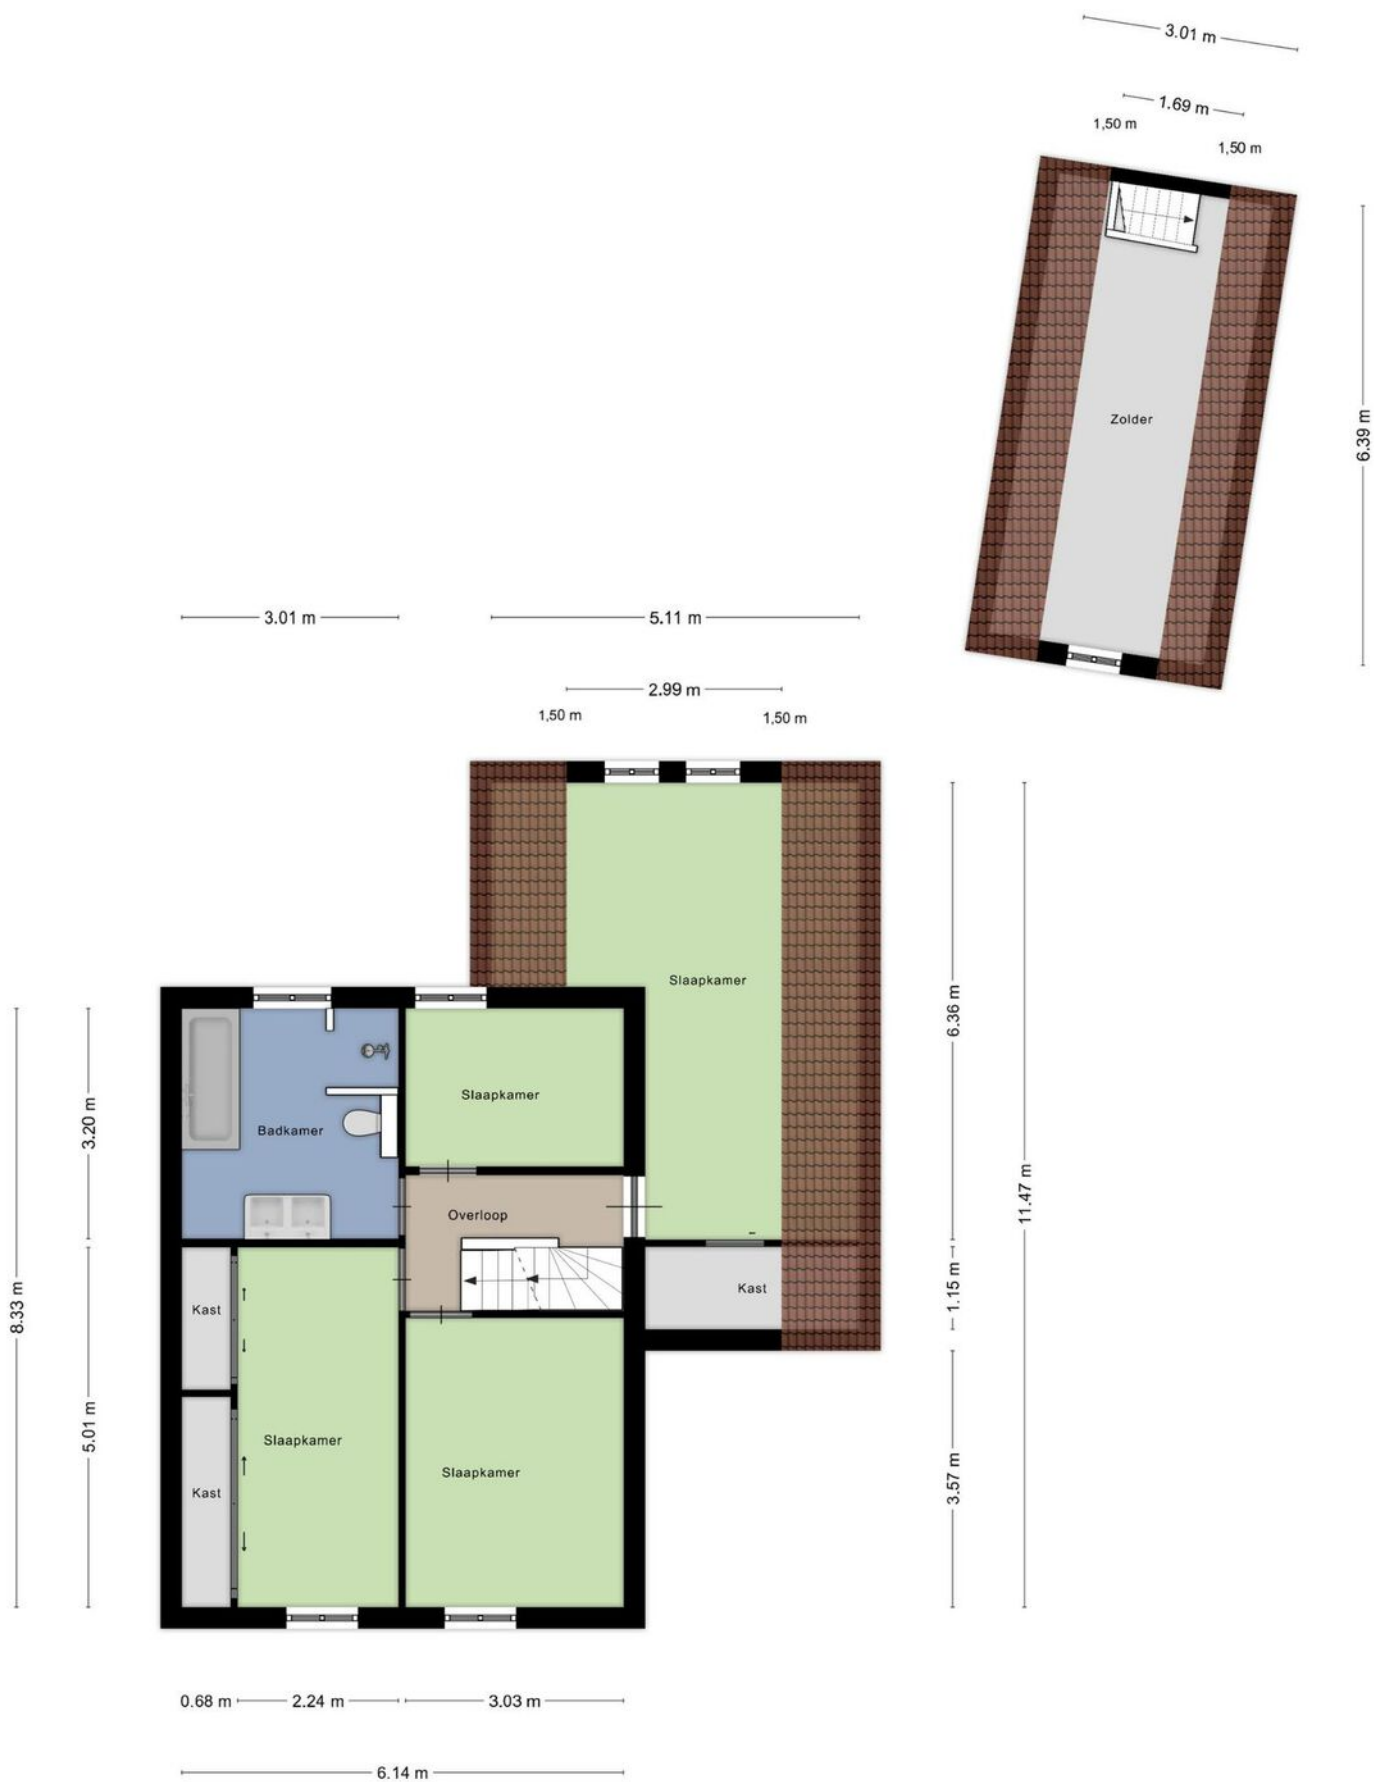 3.01 m
1.69 m
1,50 m
1,50 m
Zolder
6.39 m
3.01 m
5.11 m
2.99 m
1,50 m
1,50 m
Slaapkamer
6.36 m
Slaapkamer
3.20 m
Badkamer
11.47 m
Overloop
Kast
1.15 m
Kast
8.33 m
5.01 m
Slaapkamer
Slaapkamer
3.57 m
Kast
0.68 m
2.24 m
3.03 m
6.14 m